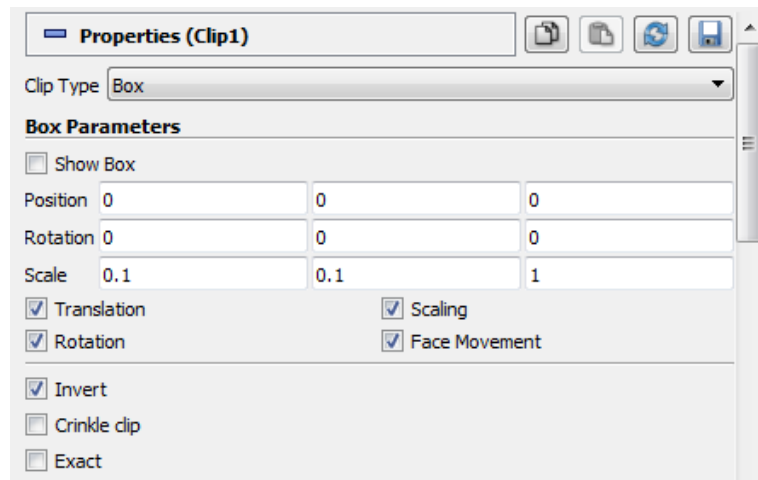 Properties (Clip1)
Clip Type Box
Box Parameters
Show Box
Position 0 0 0
Rotation 0 0 0
Scale 0.1 0.1 1
Translation Scaling
Rotation Face Movement
Invert
Crinkle clip
Exact